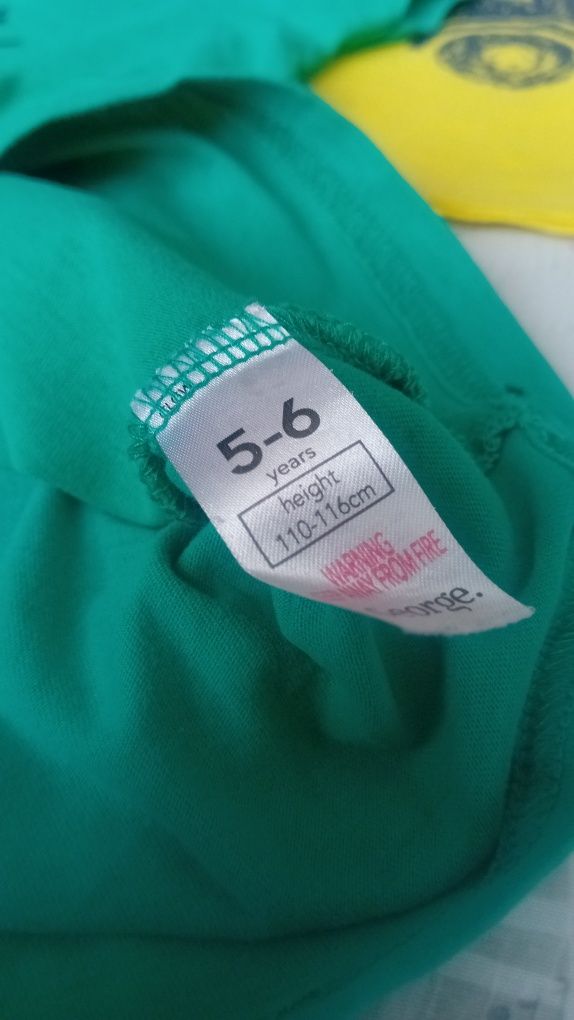 5-6
years
height
110-116cm
WARNING
AWAY FROM FIRE
George.